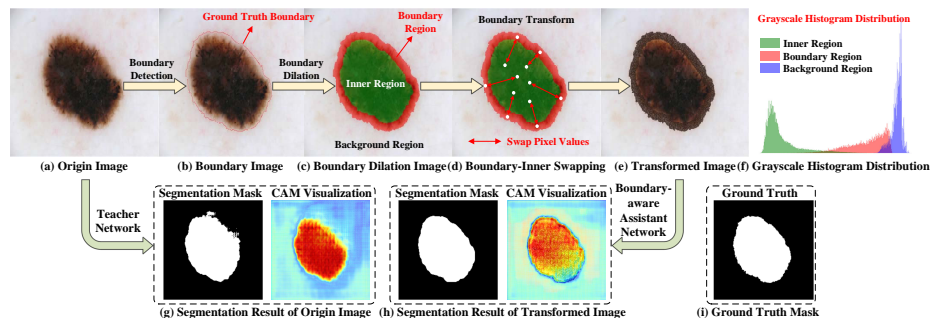 Ground Truth Boundary
Boundary
Detection
Boundary
Dilation
Boundary
Region
Inner Region
Background Region
Boundary Transform
Swap Pixel Values
Grayscale Histogram Distribution
Inner Region
Boundary Region
Background Region
(a) Origin Image
(b) Boundary Image
(c) Boundary Dilation Image
(d) Boundary-Inner Swapping
(e) Transformed Image
(f) Grayscale Histogram Distribution
Teacher
Network
Segmentation Mask
CAM Visualization
(g) Segmentation Result of Origin Image
Segmentation Mask
CAM Visualization
(h) Segmentation Result of Transformed Image
Boundary-
aware
Assistant
Network
Ground Truth
(i) Ground Truth Mask